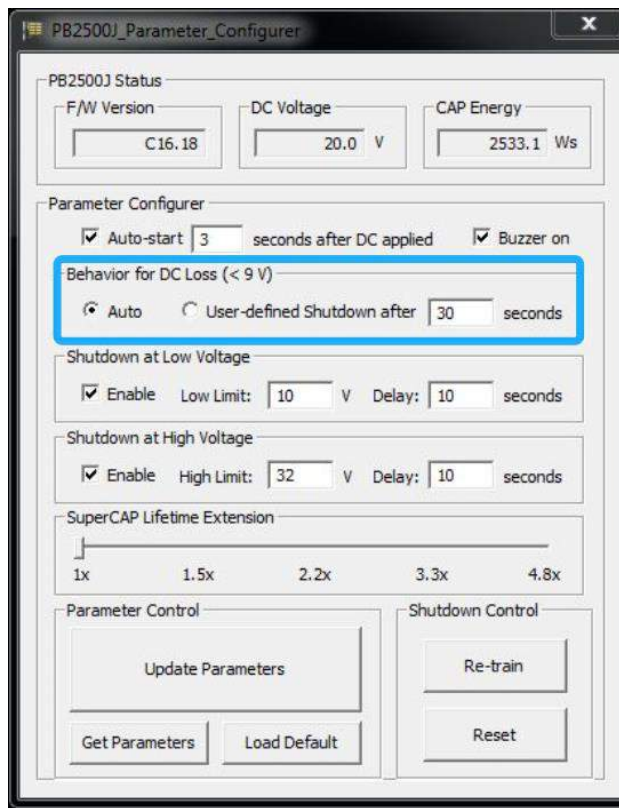 PB2500J_Parameter_Configurer
x
PB2500J Status
F/W Version
DC Voltage
CAP Energy
C16.18
20.0 V
2533.1 Ws
Parameter Configurer
Auto-start 3 seconds after DC applied
Buzzer on
Behavior for DC Loss (< 9 V)
Auto
User-defined Shutdown after 30 seconds
Shutdown at Low Voltage
Enable Low Limit: 10 V Delay: 10 seconds
Shutdown at High Voltage
Enable High Limit: 32 V Delay: 10 seconds
SuperCAP Lifetime Extension
1x 1.5x 2.2x 3.3x 4.8x
Parameter Control
Shutdown Control
Update Parameters
Re-train
Get Parameters
Load Default
Reset